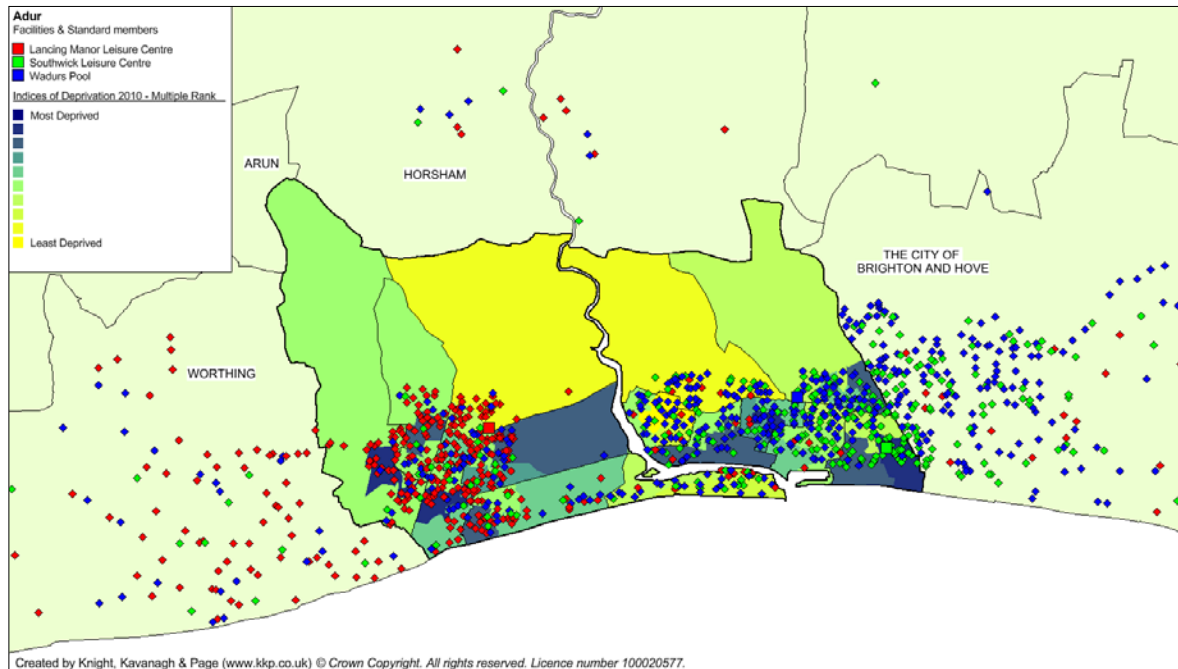 Adur
Facilities & Standard members
Lancing Manor Leisure Centre
Southwick Leisure Centre
Wadurs Pool
Indices of Deprivation 2010 - Multiple Rank
Most Deprived
Least Deprived
ARUN
HORSHAM
THE CITY OF
BRIGHTON AND HOVE
WORTHING
Created by Knight, Kavanagh & Page (www.kkp.co.uk) © Crown Copyright. All rights reserved. Licence number 100020577.